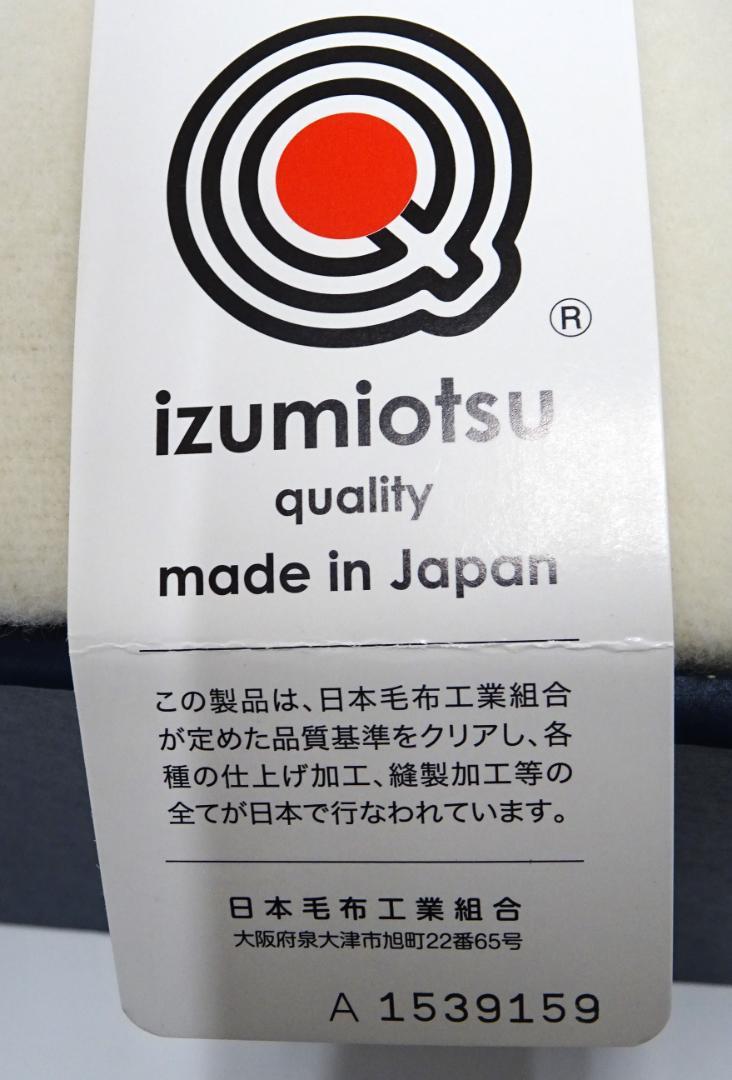 ®
izumiotsu
quality
made in Japan
この製品は、日本毛布工業組合
が定めた品質基準をクリアし、各
種の仕上げ加工、縫製加工等の
全てが日本で行なわれています。
日本毛布工業組合
大阪府泉大津市旭町22番65号
A 1539159